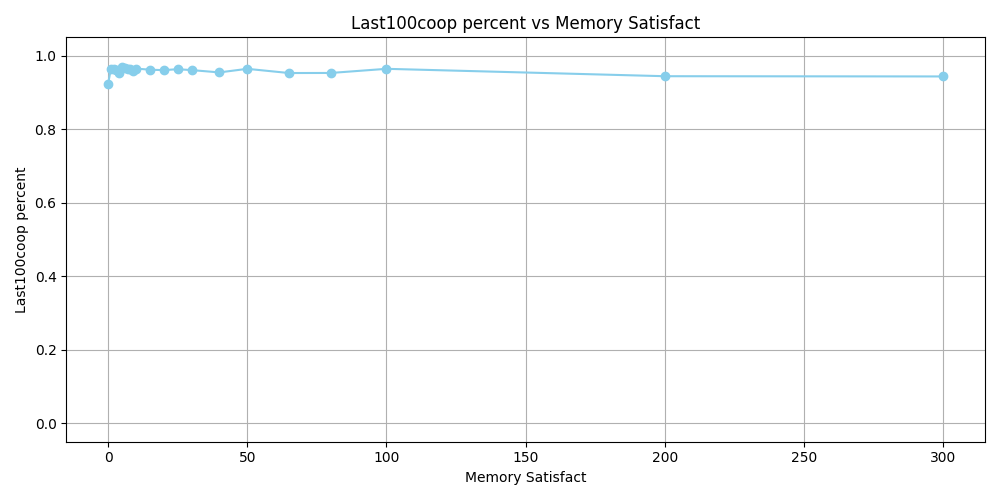 Last100coop percent vs Memory Satisfact
Last100coop percent
1.0
0.8
0.6
0.4
0.2
0.0
0 50 100 150 200 250 300
Memory Satisfact